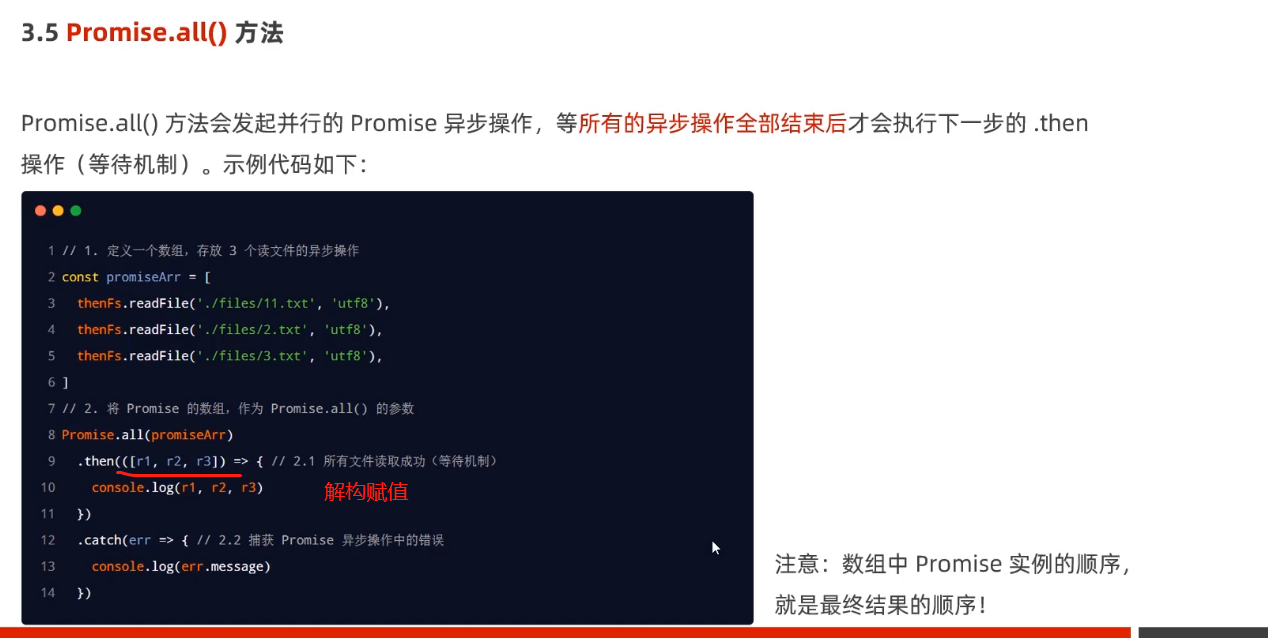 3.5 Promise.all() 方法
Promise.all() 方法会发起并行的 Promise 异步操作，等所有的异步操作全部结束后才会执行下一步的 .then
操作（等待机制）。示例代码如下：
1 // 1. 定义一个数组，存放 3 个读文件的异步操作
2 const promiseArr = [
3 thenFs.readFile('./files/11.txt', 'utf8'),
4 thenFs.readFile('./files/2.txt', 'utf8'),
5 thenFs.readFile('./files/3.txt', 'utf8'),
6 ]
7 // 2. 将 Promise 的数组，作为 Promise.all() 的参数
8 Promise.all(promiseArr)
9 .then(([r1, r2, r3]) => { // 2.1 所有文件读取成功（等待机制）
10 console.log(r1, r2, r3)
解构赋值
11 })
12 .catch(err => { // 2.2 捕获 Promise 异步操作中的错误
13 console.log(err.message)
14 })
注意：数组中 Promise 实例的顺序，
就是最终结果的顺序！